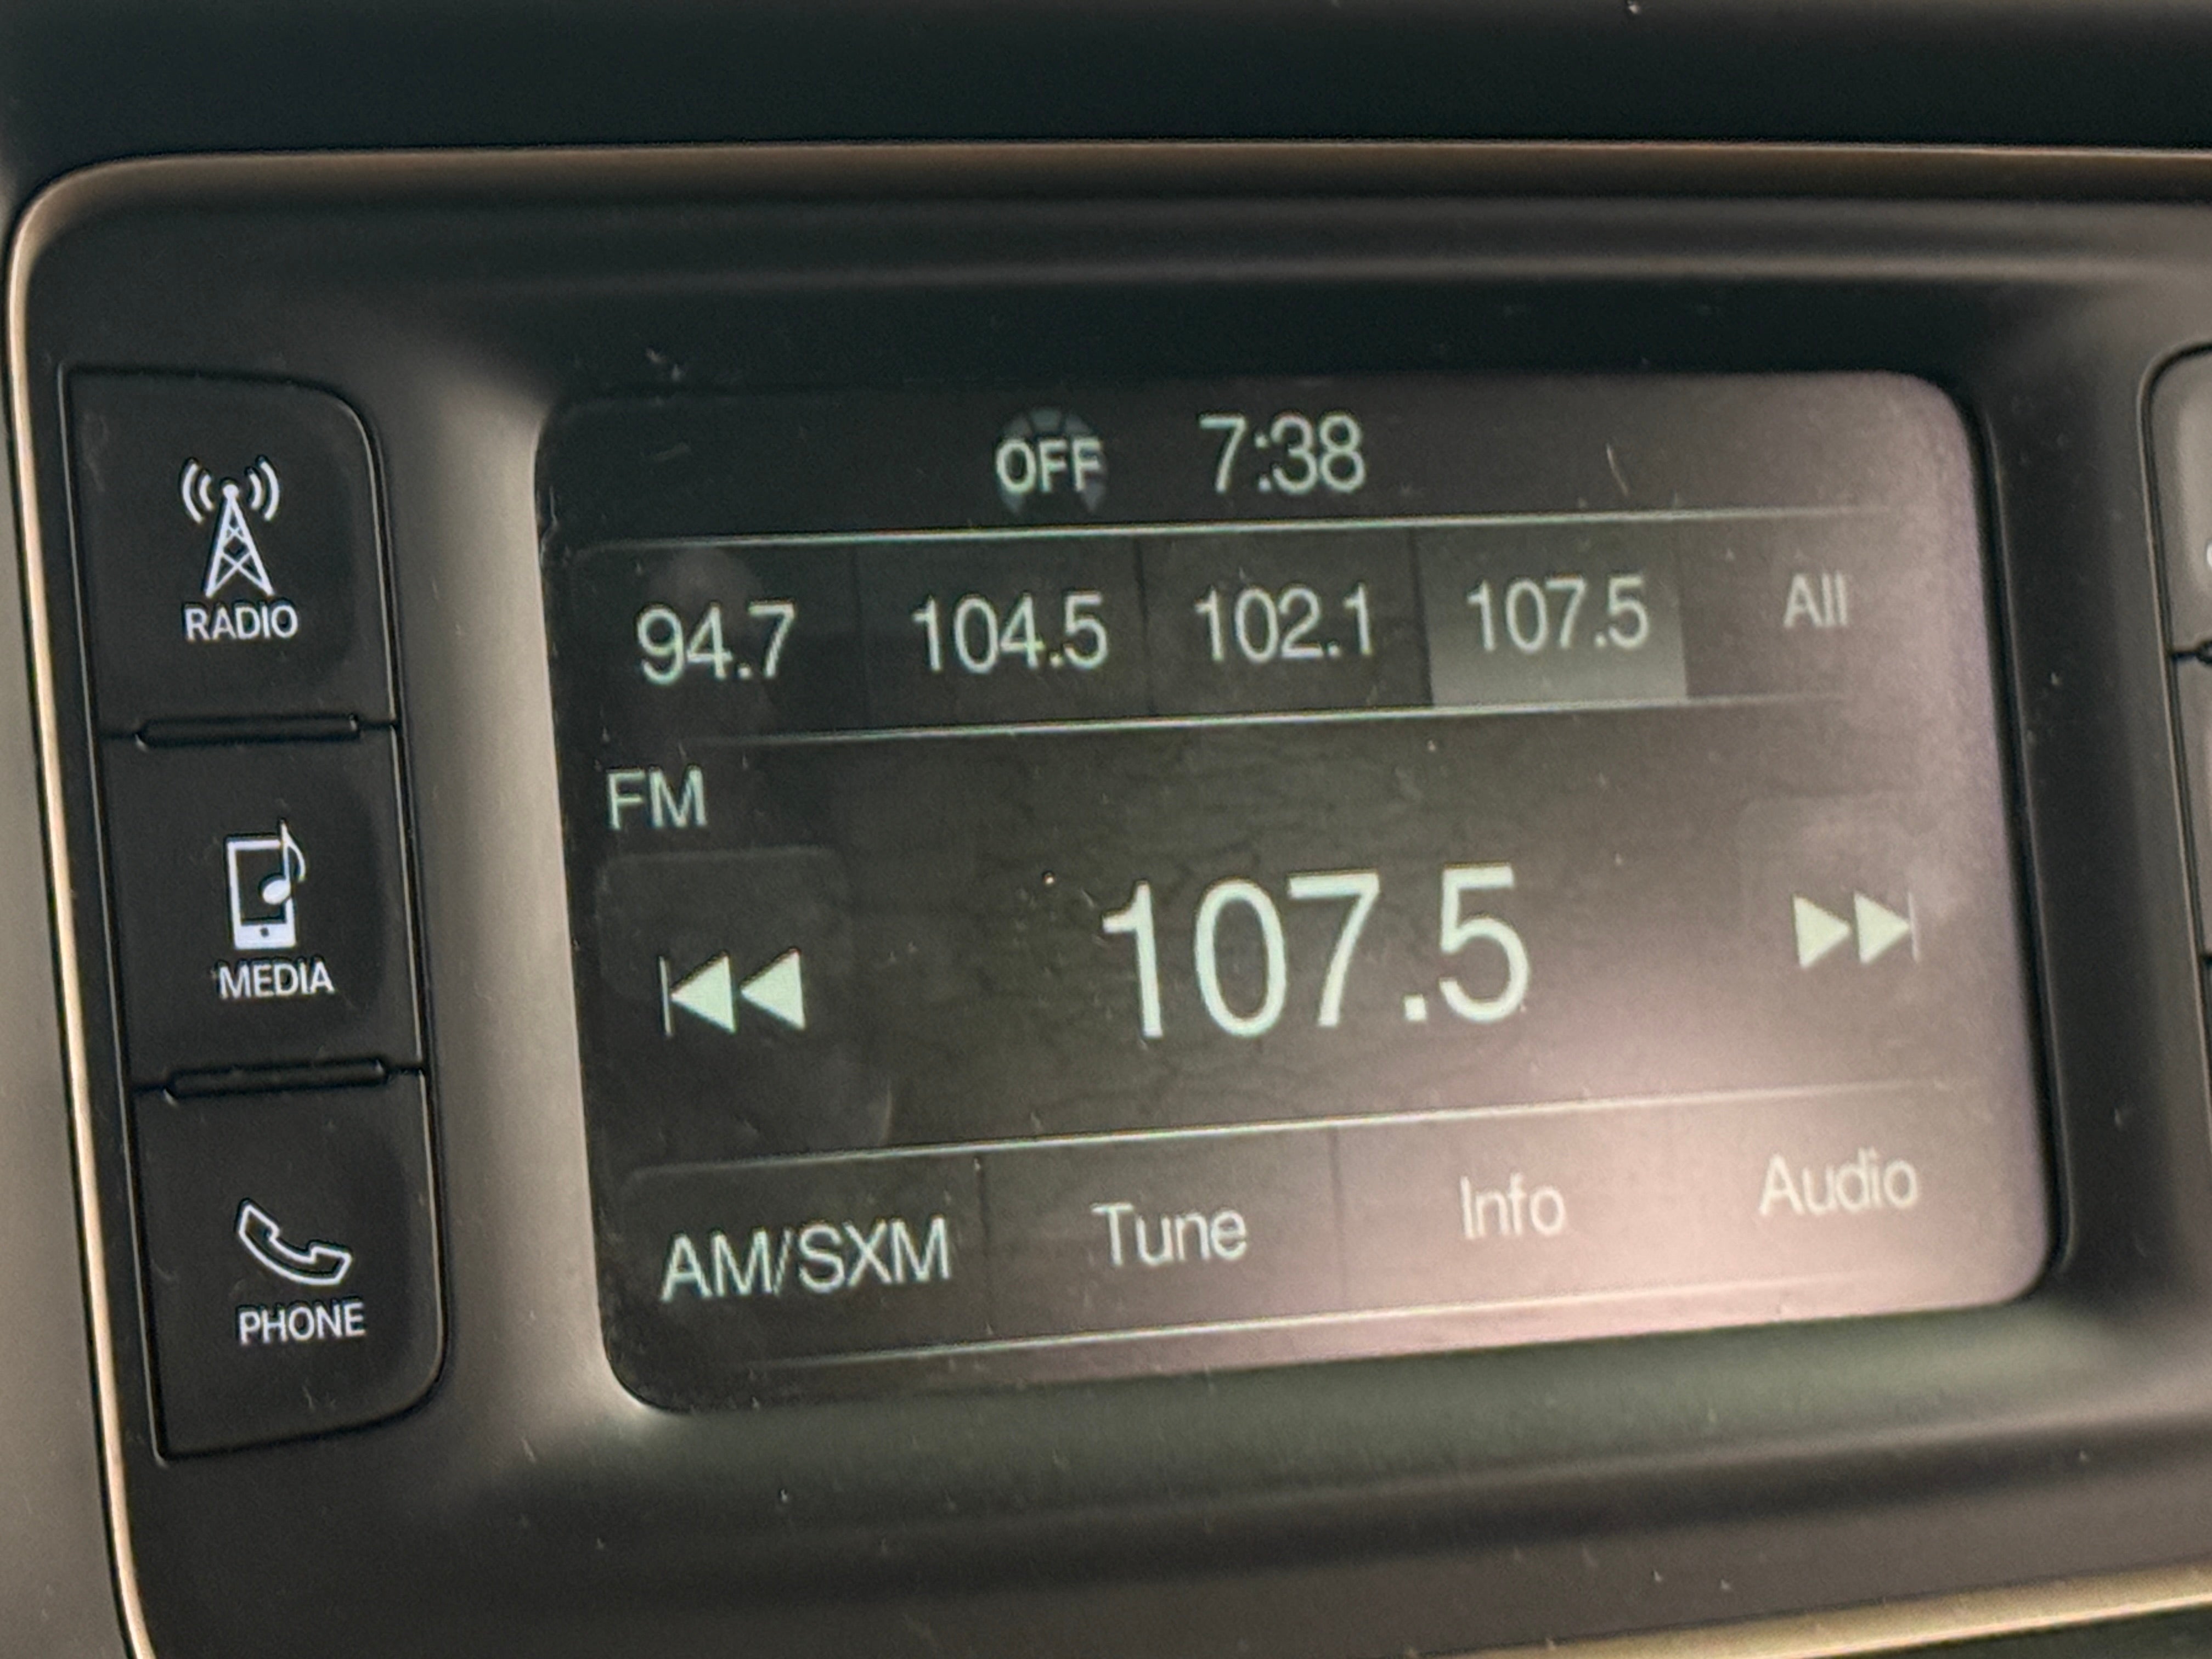 OFF 7:38
94.7 104.5 102.1 107.5 All
FM
107.5
AM/SXM Tune Info Audio
RADIO
MEDIA
PHONE